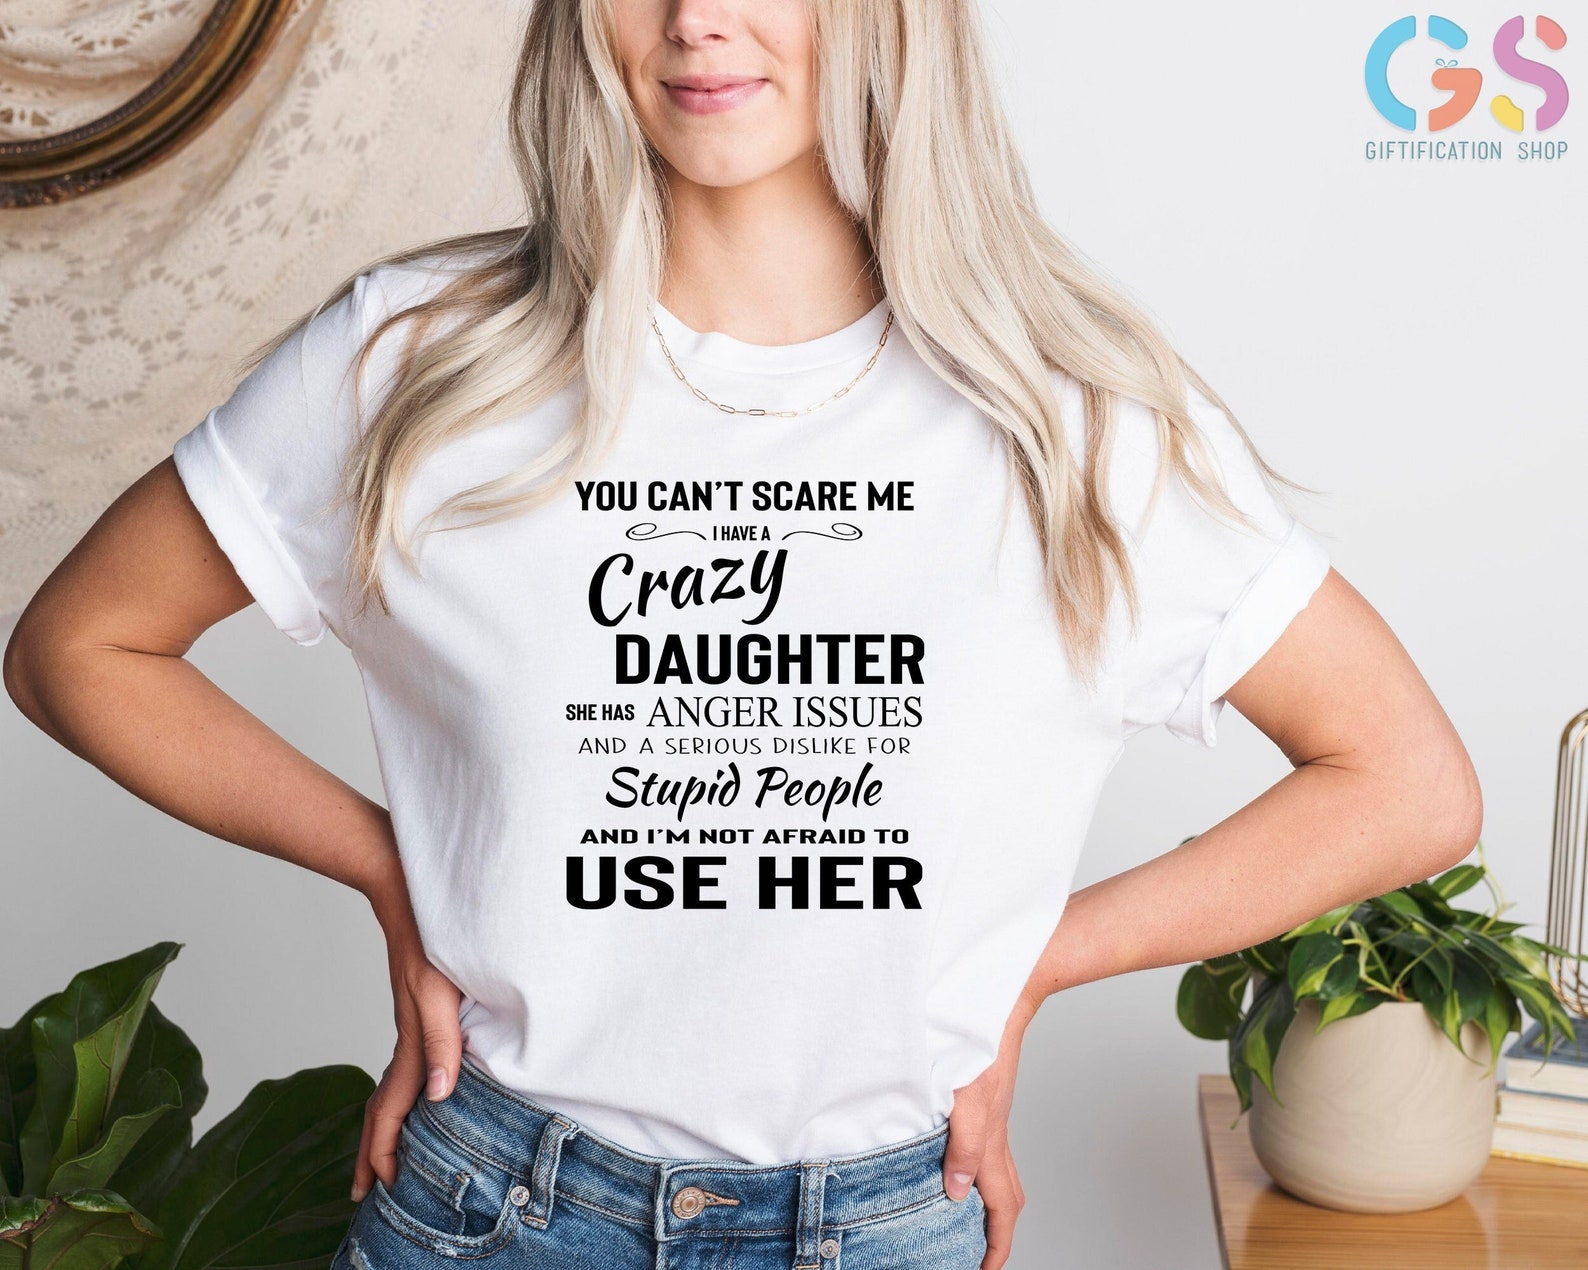 GS
GIFTIFICATION SHOP
YOU CAN'T SCARE ME
I HAVE A
Crazy
DAUGHTER
SHE HAS ANGER ISSUES
AND A SERIOUS DISLIKE FOR
Stupid People
AND I'M NOT AFRAID TO
USE HER